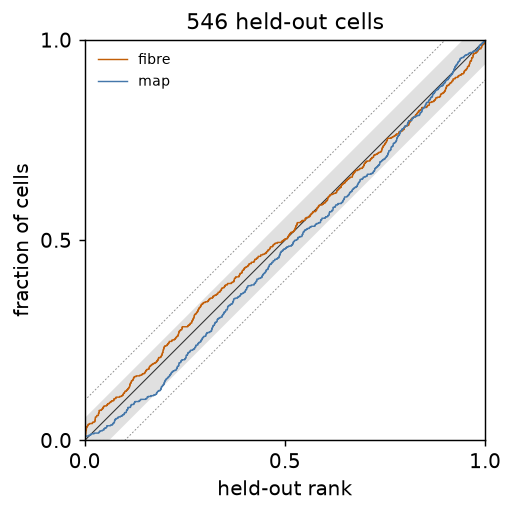 546 held-out cells
1.0
fibre
map
fraction of cells
0.5
0.0
0.0
0.5
1.0
held-out rank